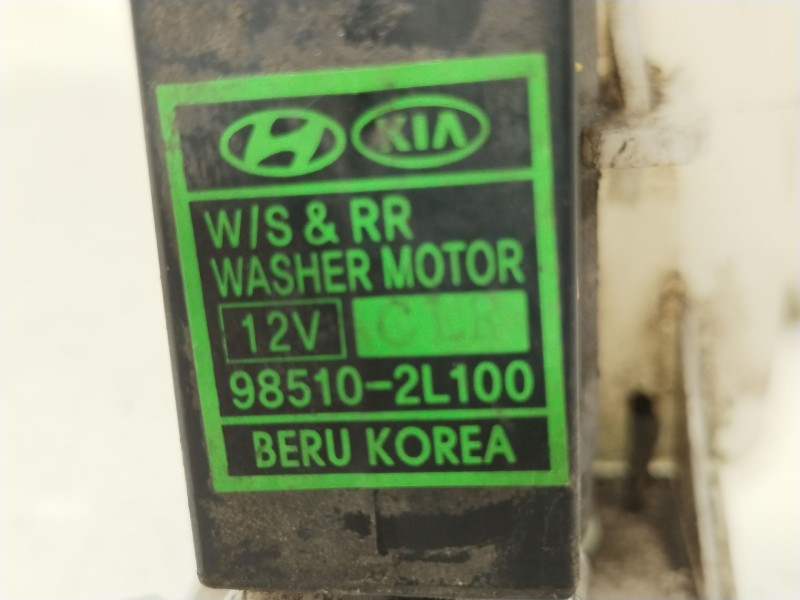 KIA
W/S & RR
WASHER MOTOR
12V
98510-2L100
BERU KOREA